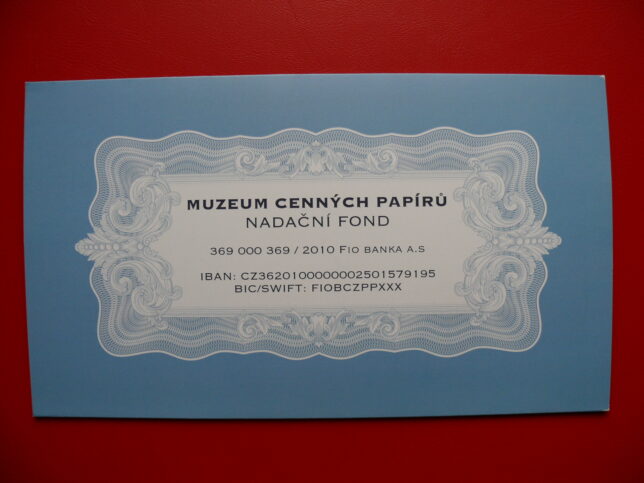 MUZEUM CENNÝCH PAPÍRŮ
NADAČNÍ FOND
369 000 369 / 2010 FIO BANKA A.S
IBAN: CZ3620100000002501579195
BIC/SWIFT: FIOBCZPPXXX